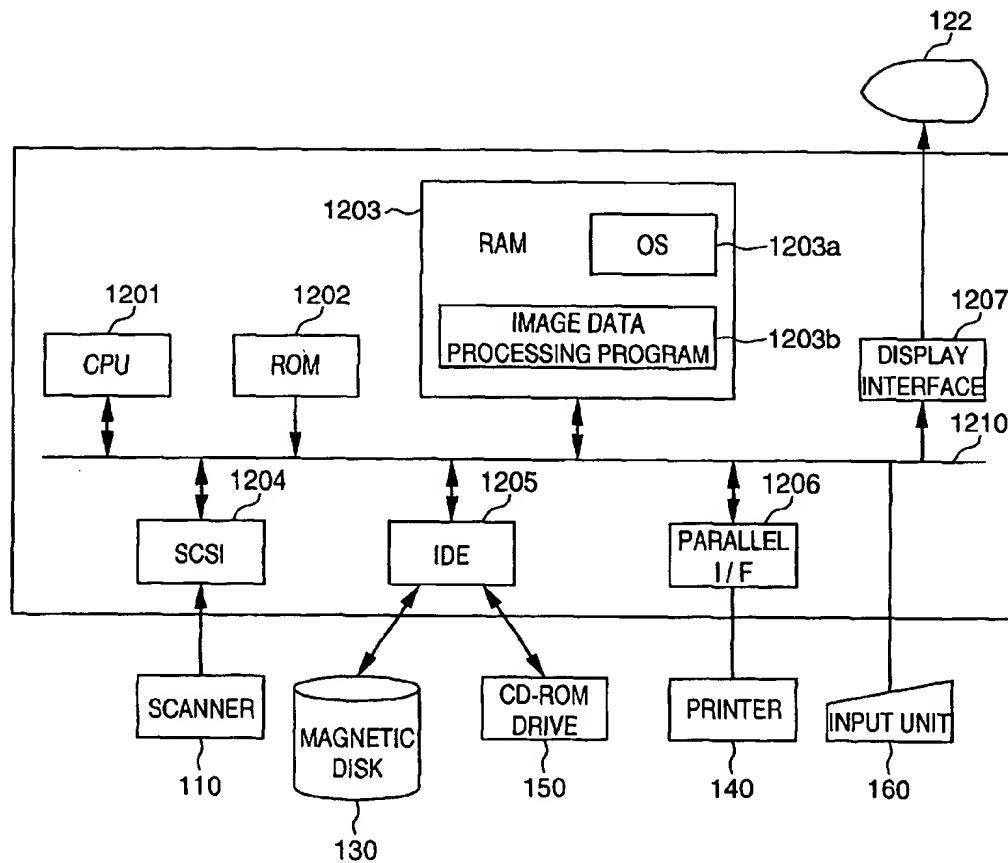 122
1203
RAM
OS
1203a
1201
1202
1207
CPU
ROM
IMAGE DATA
PROCESSING PROGRAM
1203b
DISPLAY
INTERFACE
1210
1204
1205
1206
SCSI
IDE
PARALLEL
I/F
SCANNER
MAGNETIC
DISK
CD-ROM
DRIVE
PRINTER
INPUT UNIT
110
130
150
140
160